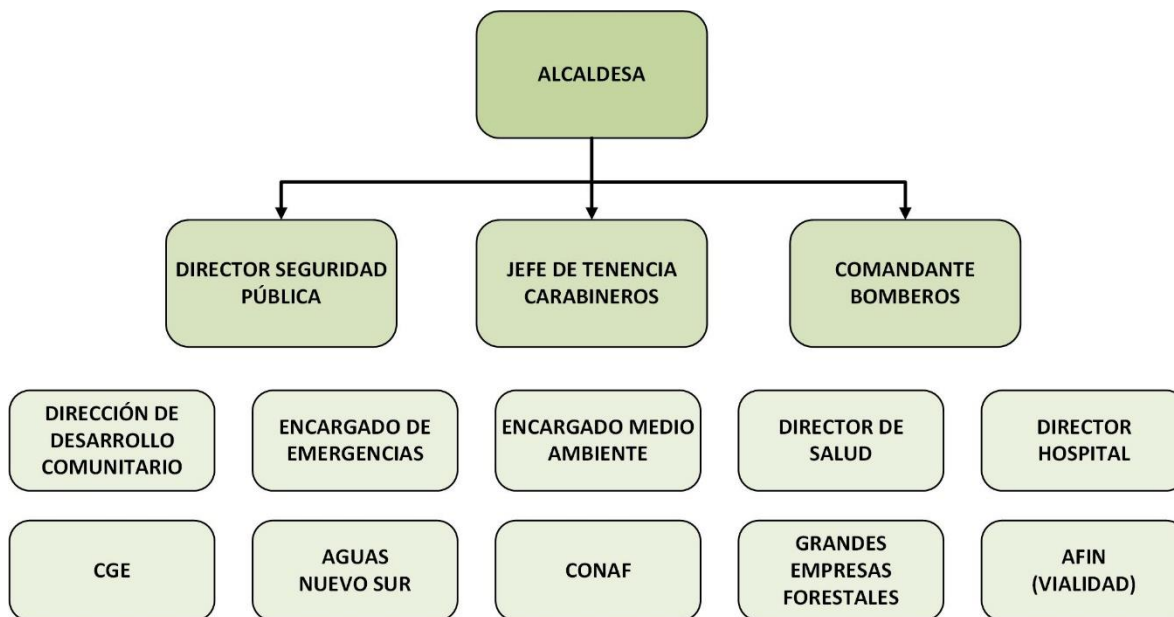 ALCALDESA
DIRECTOR SEGURIDAD
PÚBLICA
JEFE DE TENENCIA
CARABINEROS
COMANDANTE
BOMBEROS
DIRECCIÓN DE
DESARROLLO
COMUNITARIO
ENCARGADO DE
EMERGENCIAS
ENCARGADO MEDIO
AMBIENTE
DIRECTOR DE
SALUD
DIRECTOR
HOSPITAL
CGE
AGUAS
NUEVO SUR
CONAF
GRANDES
EMPRESAS
FORESTALES
AFIN
(VIALIDAD)